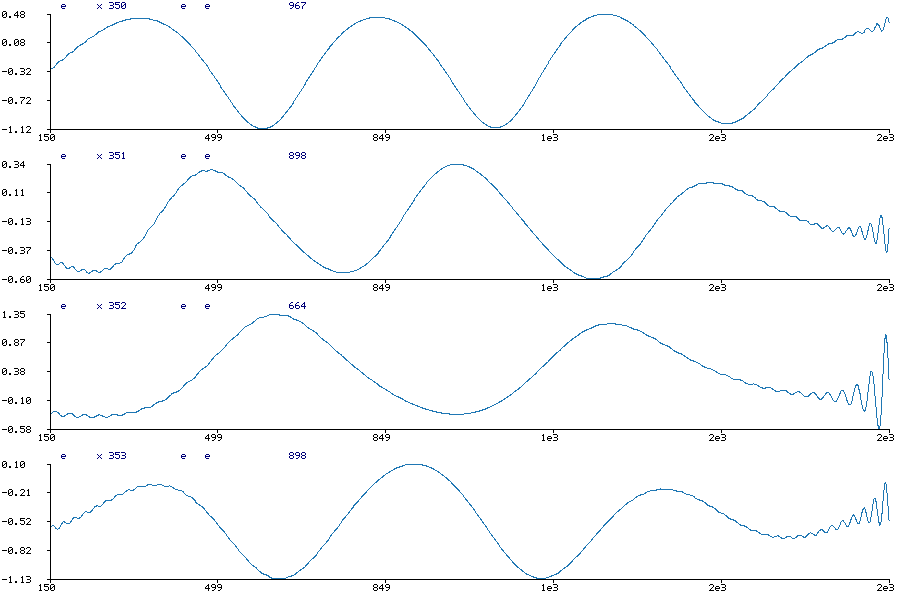 e x 350 e e 967
0.48
0.08
-0.32
-0.72
-1.12
150 499 849 1e3 2e3 2e3
e x 351 e e 898
0.34
0.11
-0.13
-0.37
-0.60
150 499 849 1e3 2e3 2e3
e x 352 e e 664
1.35
0.87
0.38
-0.10
-0.58
150 499 849 1e3 2e3 2e3
e x 353 e e 898
0.10
-0.21
-0.52
-0.82
-1.13
150 499 849 1e3 2e3 2e3